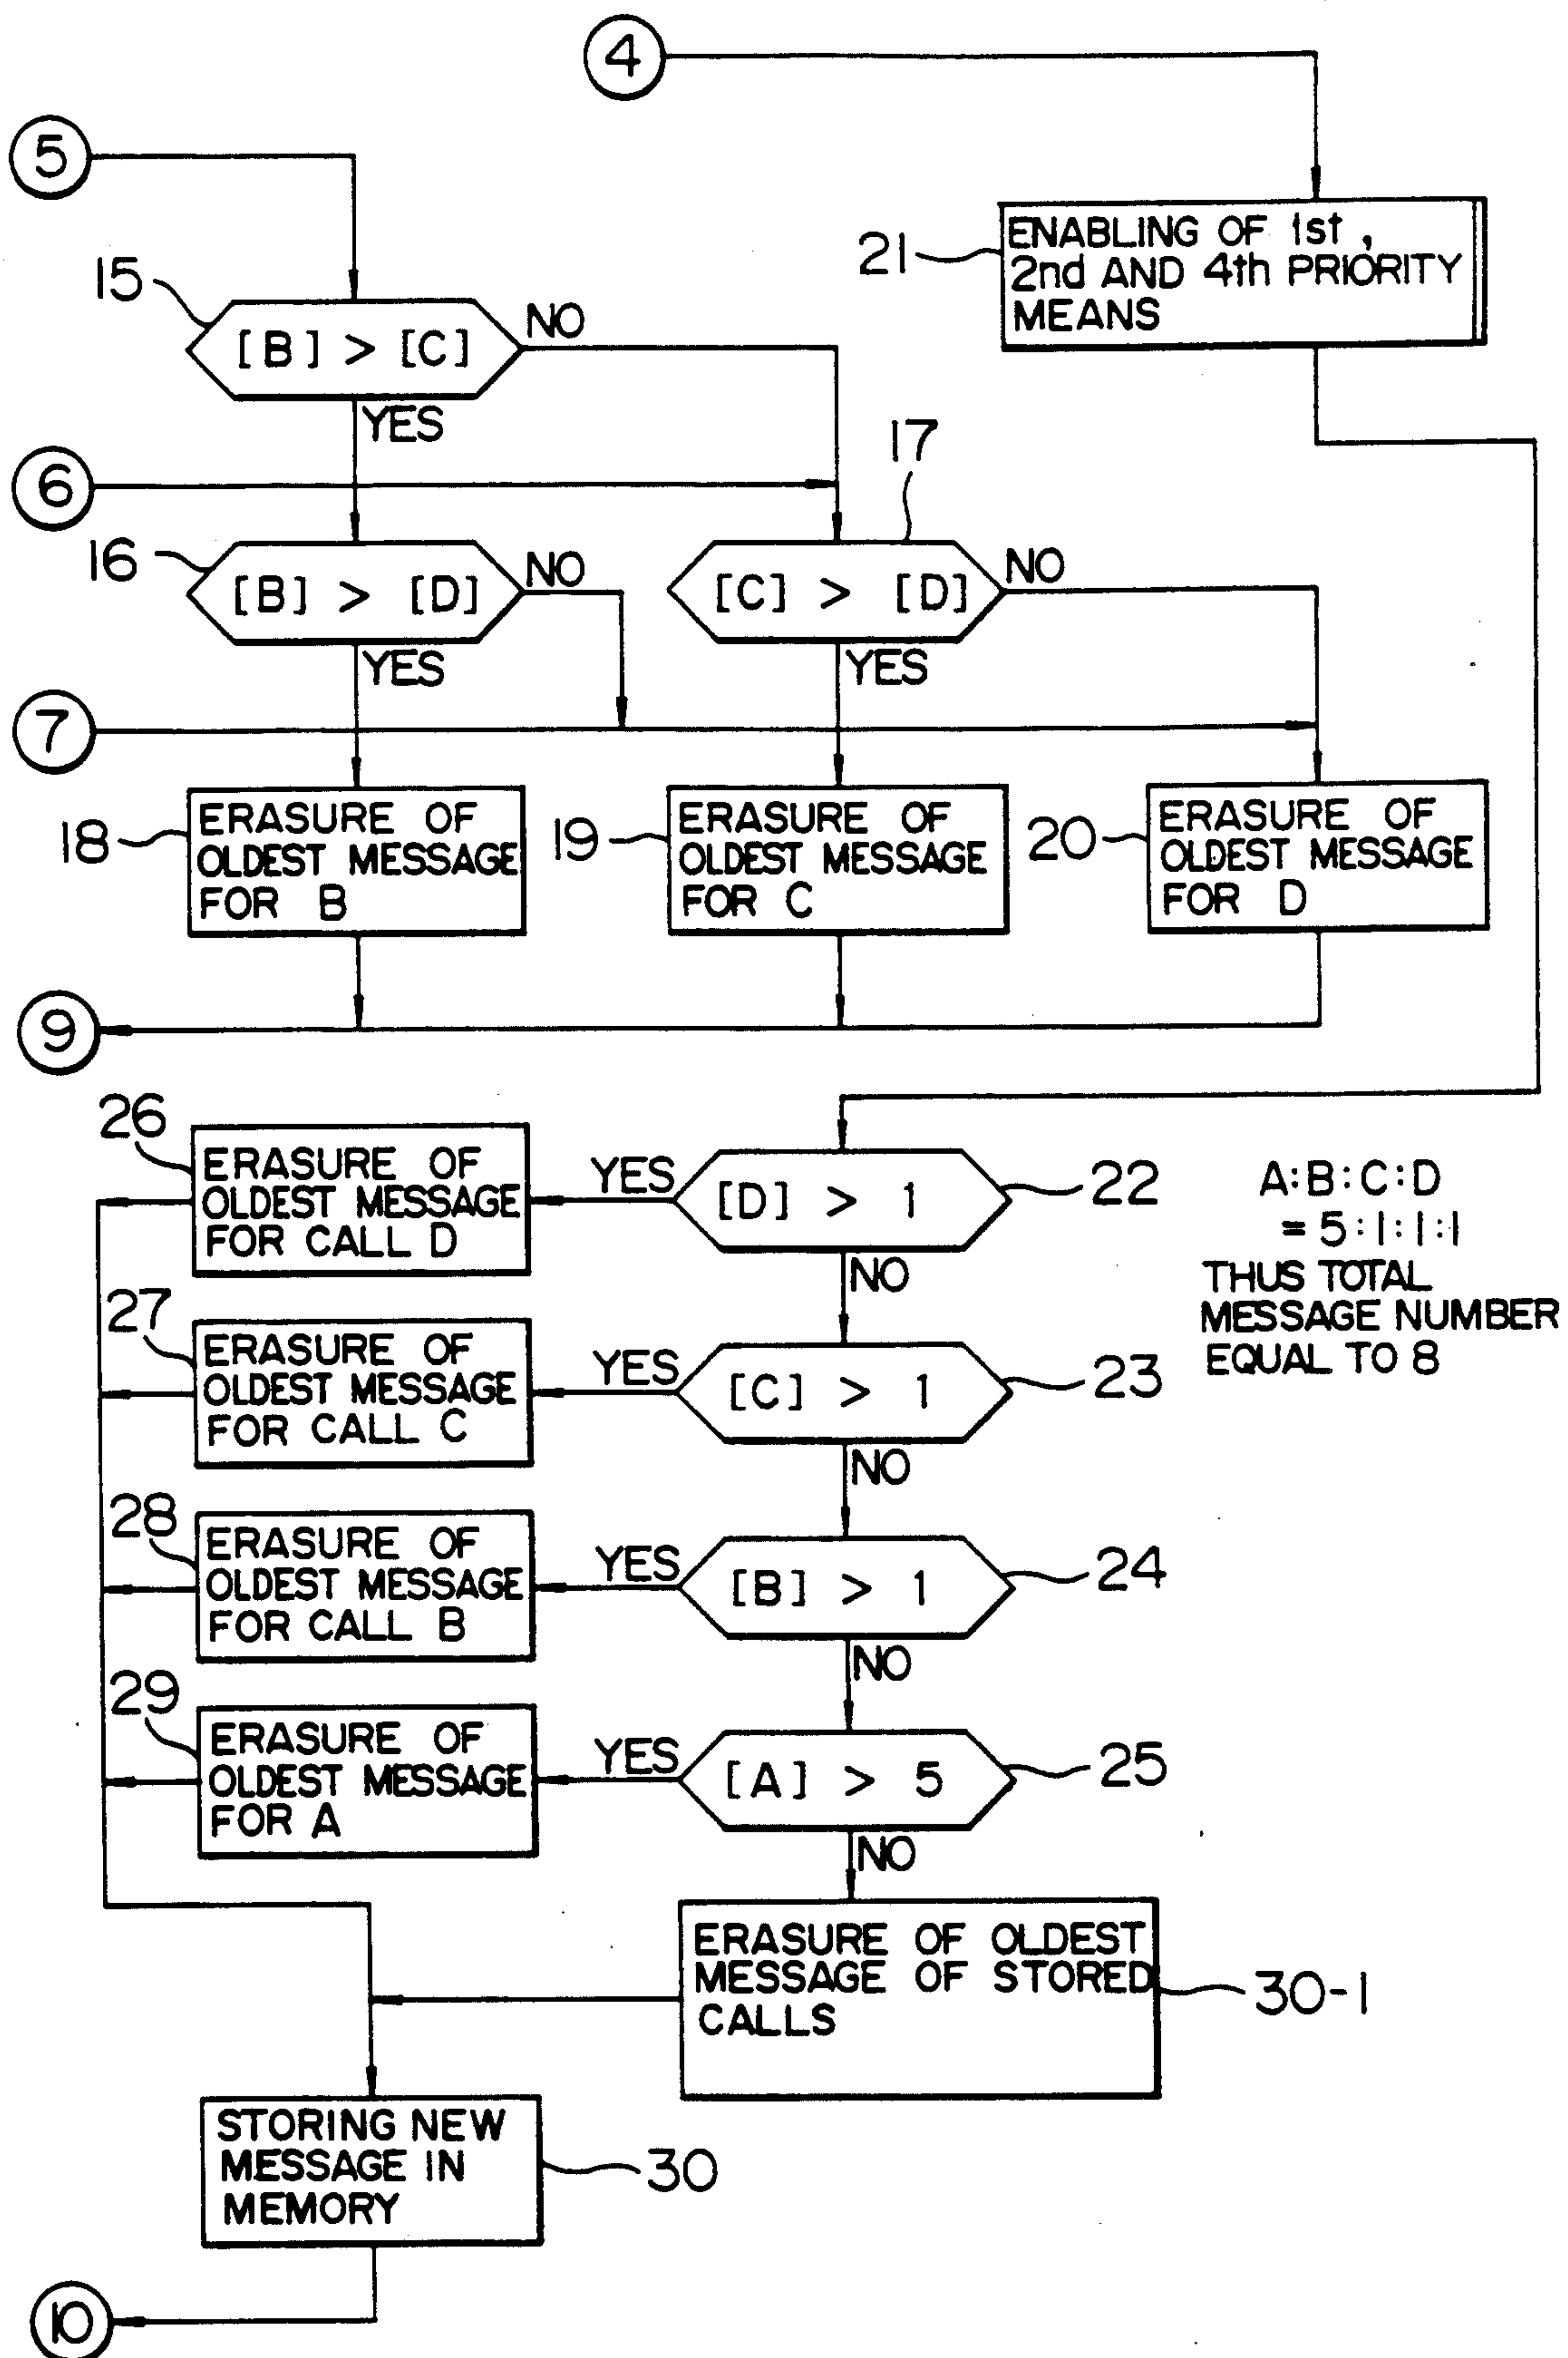 4
5
21
ENABLING OF 1st,
2nd AND 4th PRIORITY
MEANS
15
[B] > [C]
NO
YES
17
6
16
[B] > [D]
NO
[C] > [D]
NO
YES
YES
7
18
ERASURE OF
OLDEST MESSAGE
FOR B
19
ERASURE OF
OLDEST MESSAGE
FOR C
20
ERASURE OF
OLDEST MESSAGE
FOR D
9
26
ERASURE OF
OLDEST MESSAGE
FOR CALL D
YES
[D] > 1
22
NO
A:B:C:D
= 5:1:1:1
THUS TOTAL
MESSAGE NUMBER
EQUAL TO 8
27
ERASURE OF
OLDEST MESSAGE
FOR CALL C
YES
[C] > 1
23
NO
28
ERASURE OF
OLDEST MESSAGE
FOR CALL B
YES
[B] > 1
24
NO
29
ERASURE OF
OLDEST MESSAGE
FOR A
YES
[A] > 5
25
NO
ERASURE OF OLDEST
MESSAGE OF STORED
CALLS
30-1
STORING NEW
MESSAGE IN
MEMORY
30
10